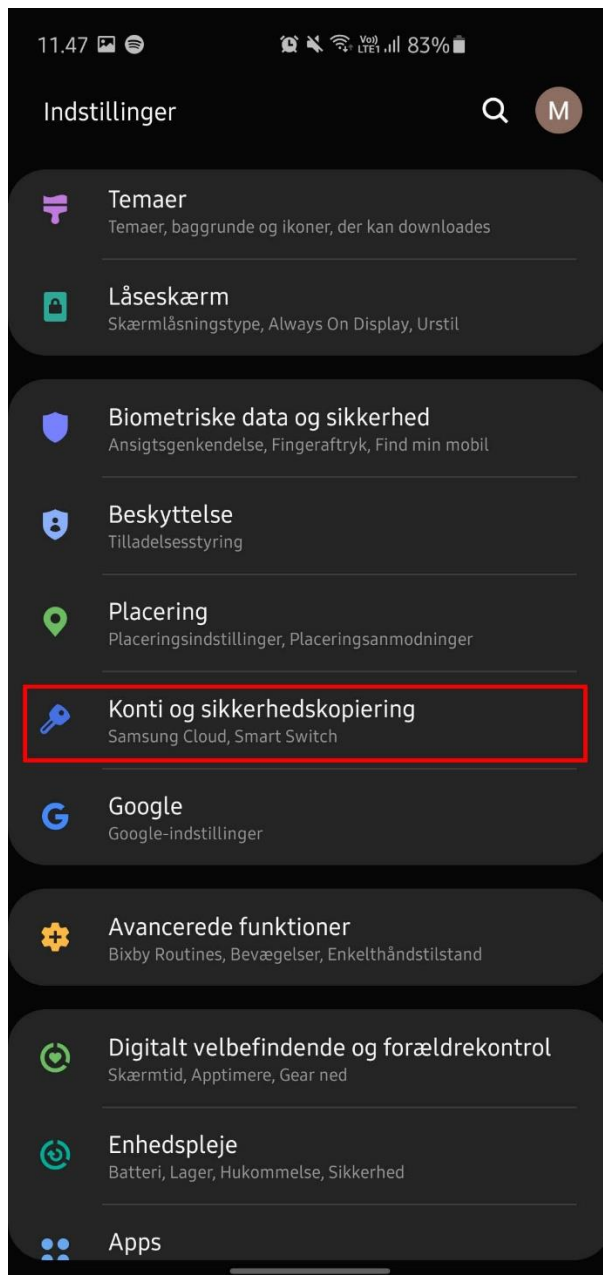 11.47 Vo)) LTE1 83%
Indstillinger M
Temaer
Temaer, baggrunde og ikoner, der kan downloades
Låseskærm
Skærmlåsningstype, Always On Display, Urstil
Biometriske data og sikkerhed
Ansigtsgenkendelse, Fingeraftryk, Find min mobil
Beskyttelse
Tilladelsesstyring
Placering
Placeringsindstillinger, Placeringsanmodninger
Konti og sikkerhedskopiering
Samsung Cloud, Smart Switch
G Google
Google-indstillinger
Avancerede funktioner
Bixby Routines, Bevægelser, Enkelthåndstilstand
Digitalt velbefindende og forældrekontrol
Skærmtid, Apptimere, Gear ned
Enhedspleje
Batteri, Lager, Hukommelse, Sikkerhed
Apps